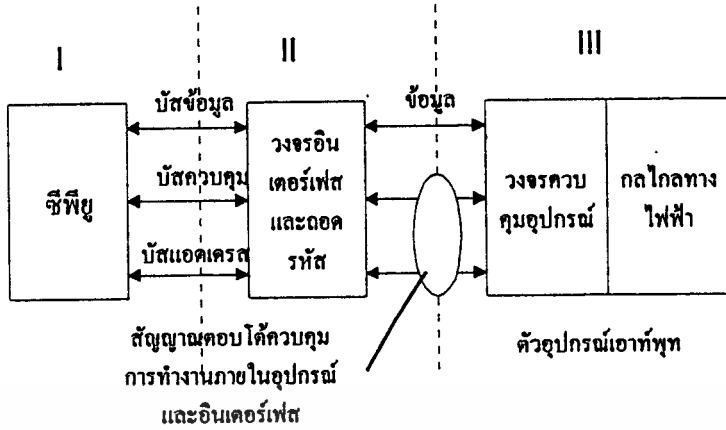 I
II
III
บัสข้อมูล
ข้อมูล
ซีพียู
บัสควบคุม
บัสแอดเดรส
วงจรอิน
เตอร์เฟส
และถอด
รหัส
วงจรควบ
คุมอุปกรณ์
กลไกลทาง
ไฟฟ้า
สัญญาณตอบโต้ควบคุม
การทำงานภายในอุปกรณ์
และอินเตอร์เฟส
ตัวอุปกรณ์เอาท์พุท